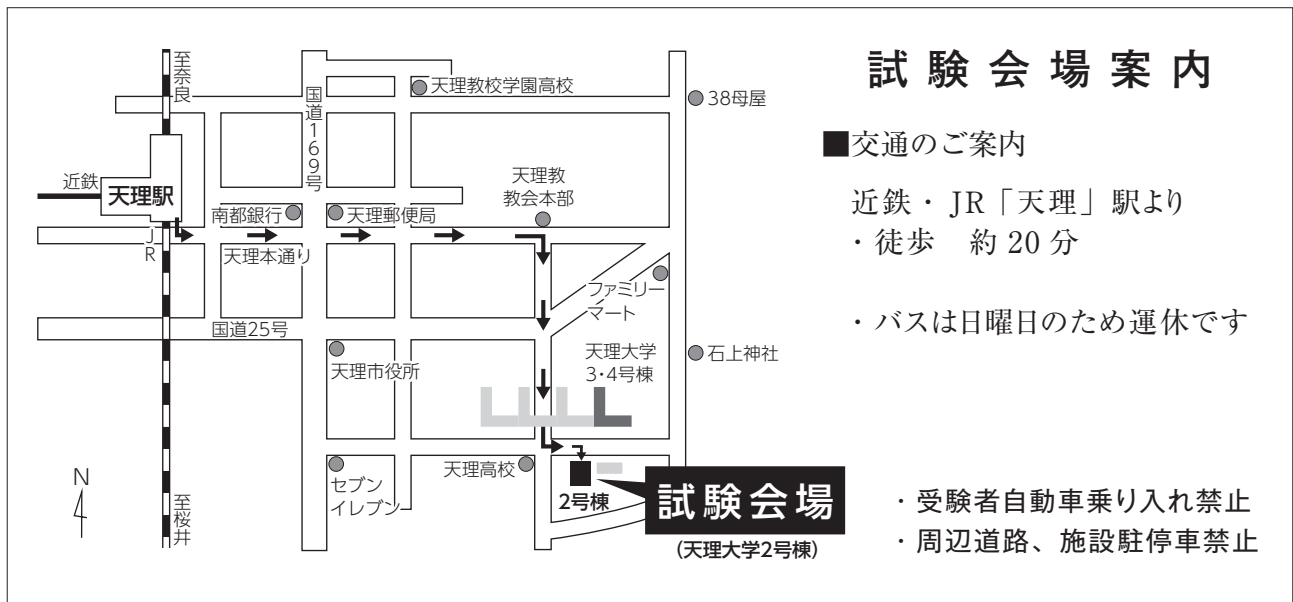 試験会場案内
■交通のご案内
近鉄・JR「天理」駅より
・徒歩　約20分
・バスは日曜日のため運休です
・受験者自動車乗り入れ禁止
・周辺道路、施設駐停車禁止
至奈良
国道169号
天理教校学園高校
38母屋
近鉄
天理駅
南都銀行
天理郵便局
天理教
教会本部
JR
天理本通り
ファミリー
マート
国道25号
天理市役所
天理大学
3・4号棟
石上神社
N
至桜井
セブン
イレブン
天理高校
2号棟
試験会場
(天理大学2号棟)